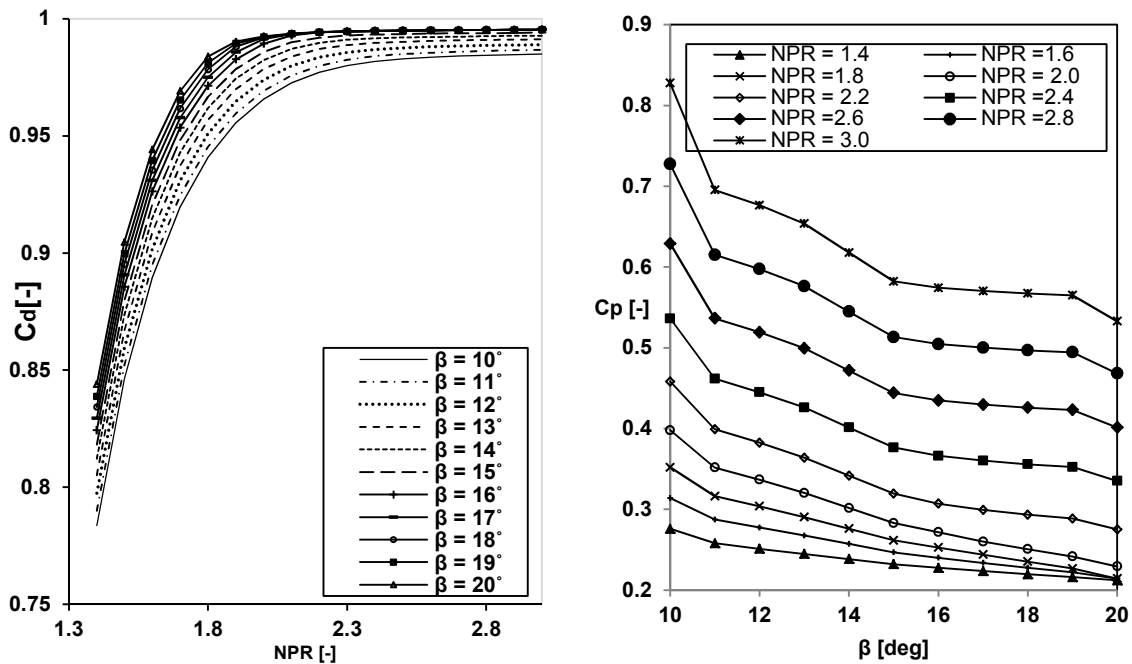 1
0.95
0.9
0.85
0.8
0.75
Cd[-]
1.3 1.8 2.3 2.8
NPR [-]
β = 10°
β = 11°
β = 12°
β = 13°
β = 14°
β = 15°
β = 16°
β = 17°
β = 18°
β = 19°
β = 20°
0.9
0.8
0.7
0.6
0.5
0.4
0.3
0.2
Cp [-]
NPR = 1.4 NPR =1.6
NPR =1.8 NPR = 2.0
NPR = 2.2 NPR =2.4
NPR =2.6 NPR =2.8
NPR = 3.0
10 12 14 16 18 20
β [deg]